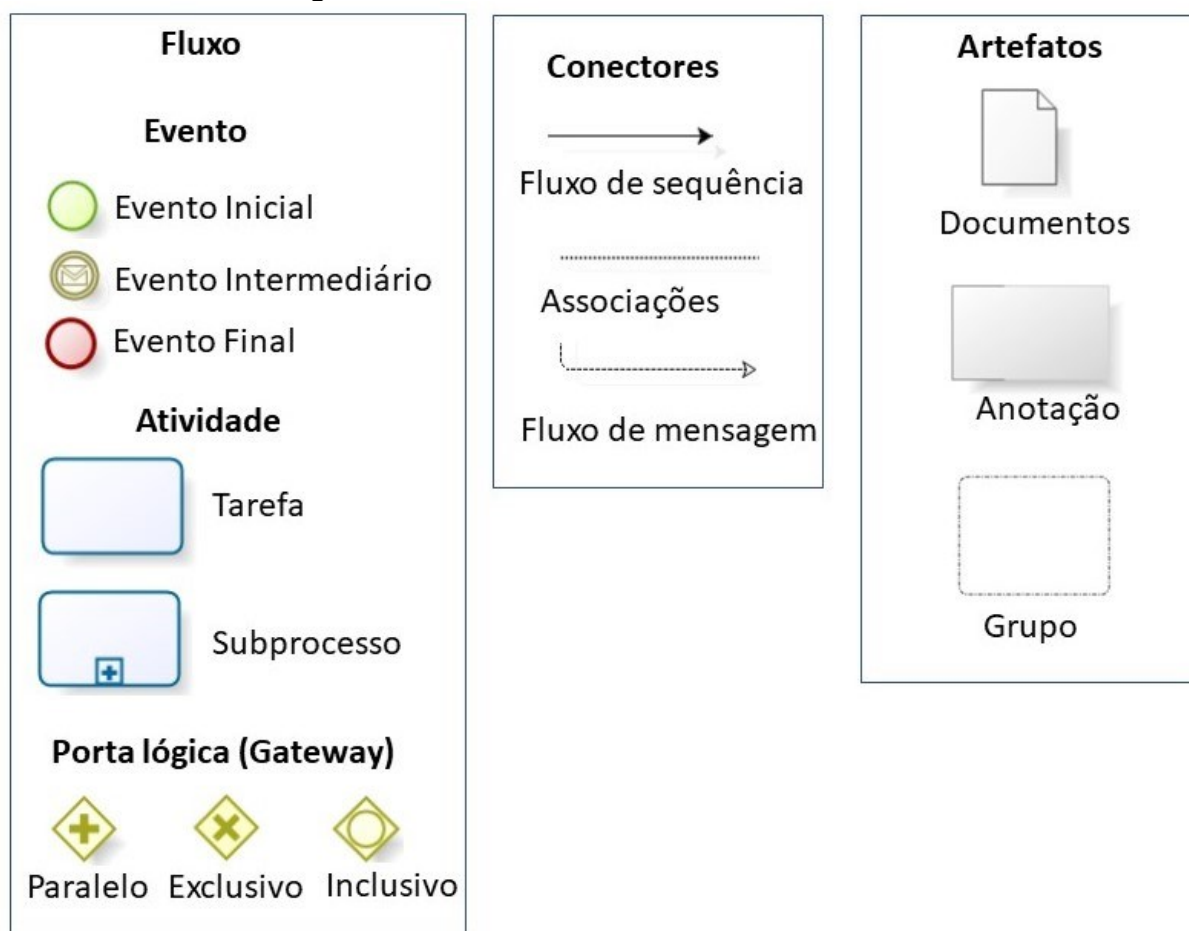 Fluxo
Evento
Evento Inicial
Evento Intermediário
Evento Final
Atividade
Tarefa
Subprocesso
Porta lógica (Gateway)
Paralelo Exclusivo Inclusivo
Conectores
Fluxo de sequência
Associações
Fluxo de mensagem
Artefatos
Documentos
Anotação
Grupo